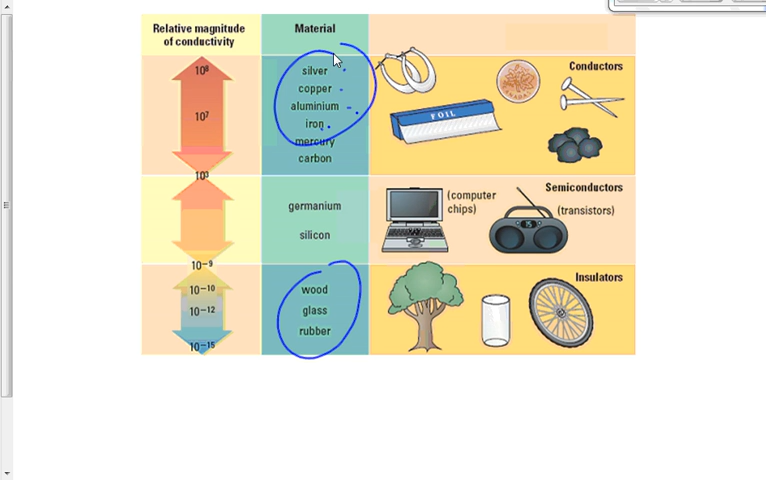 Relative magnitude
of conductivity
Material
10⁸
silver
Conductors
copper
aluminium
10⁷
iron
FOIL
mercury
carbon
10³
Semiconductors
germanium
(computer
chips)
(transistors)
silicon
10⁻⁹
Insulators
10⁻¹⁰
wood
10⁻¹²
glass
rubber
10⁻¹⁵